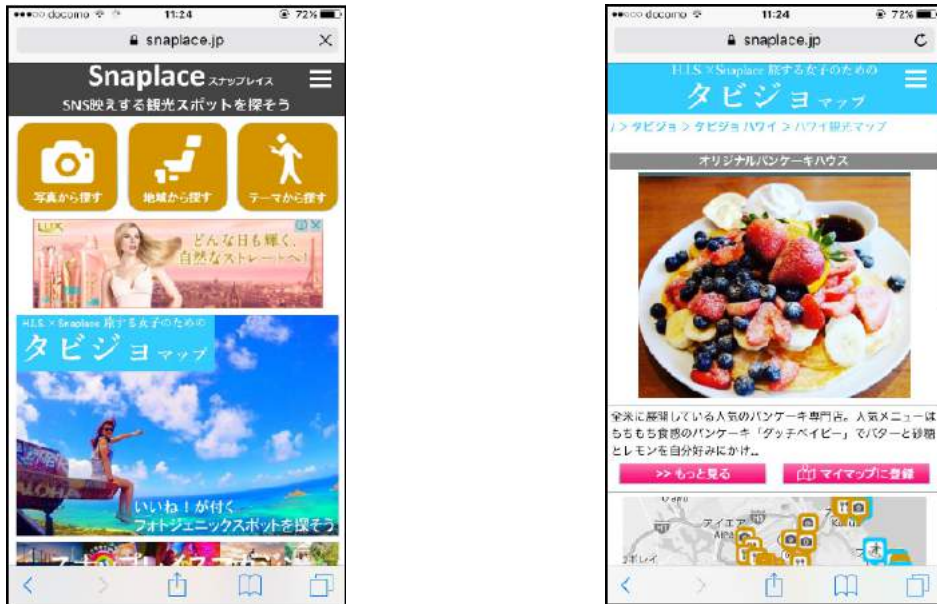 docomo 11:24 72%
snaplace.jp
Snaplace スナップレイス
SNS映えする観光スポットを探そう
写真から探す 地域から探す テーマから探す
LUX
どんな日も輝く、
自然なストレートへ!
H.I.S.×Snaplace 旅する女子のための
タビジョマップ
ALOHA
いいね！が付く
フォトジェニックスポットを探そう
docomo 11:24 72%
snaplace.jp
H.I.S.×Snaplace 旅する女子のための
タビジョマップ
> タビジョ > タビジョ ハワイ > ハワイ観光マップ
オリジナルパンケーキハウス
全米に展開している人気のパンケーキ専門店。人気メニューは
もちもち食感のパンケーキ「ダッチベイビー」でバターと砂糖
とレモンを自分好みにかけ..
>> もっと見る マイマップに登録
アイエア
Aiea